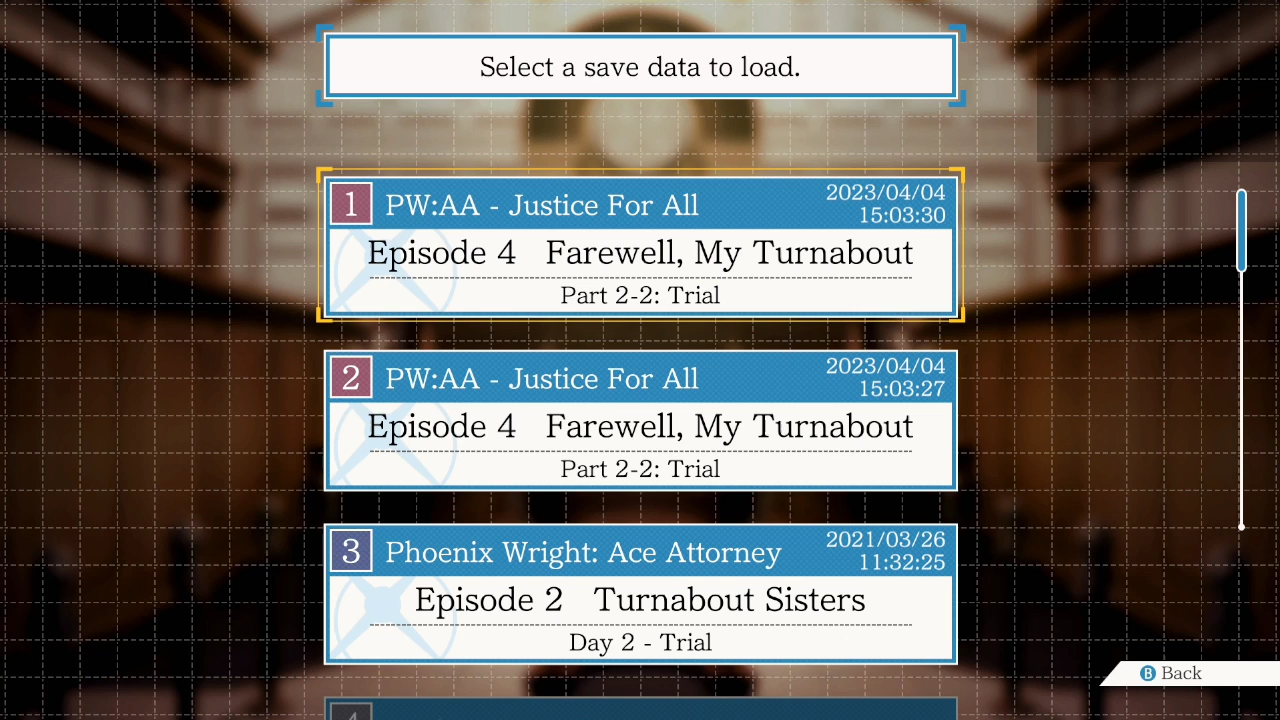 Select a save data to load.
1 PW:AA - Justice For All 2023/04/04
15:03:30
Episode 4 Farewell, My Turnabout
Part 2-2: Trial
2 PW:AA - Justice For All 2023/04/04
15:03:27
Episode 4 Farewell, My Turnabout
Part 2-2: Trial
3 Phoenix Wright: Ace Attorney 2021/03/26
11:32:25
Episode 2 Turnabout Sisters
Day 2 - Trial
4
B Back